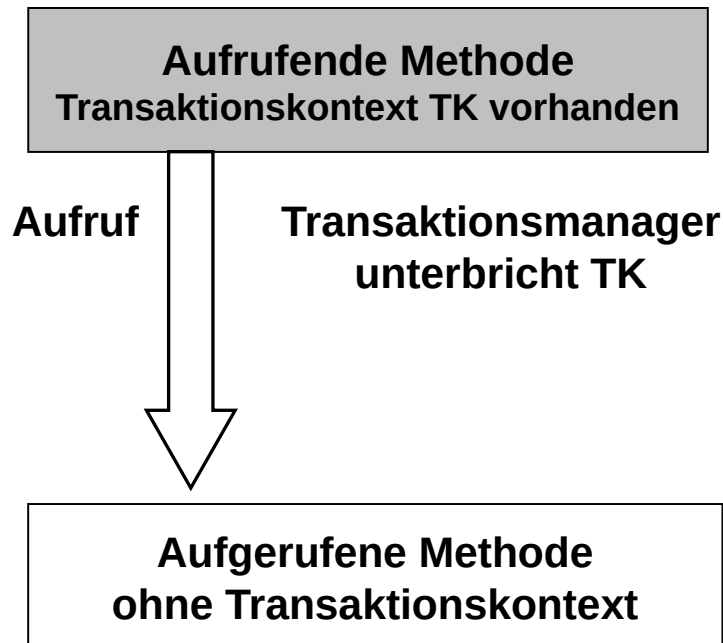 Aufrufende Methode
Transaktionskontext TK vorhanden
Aufruf
Transaktionsmanager
unterbricht TK
Aufgerufene Methode
ohne Transaktionskontext